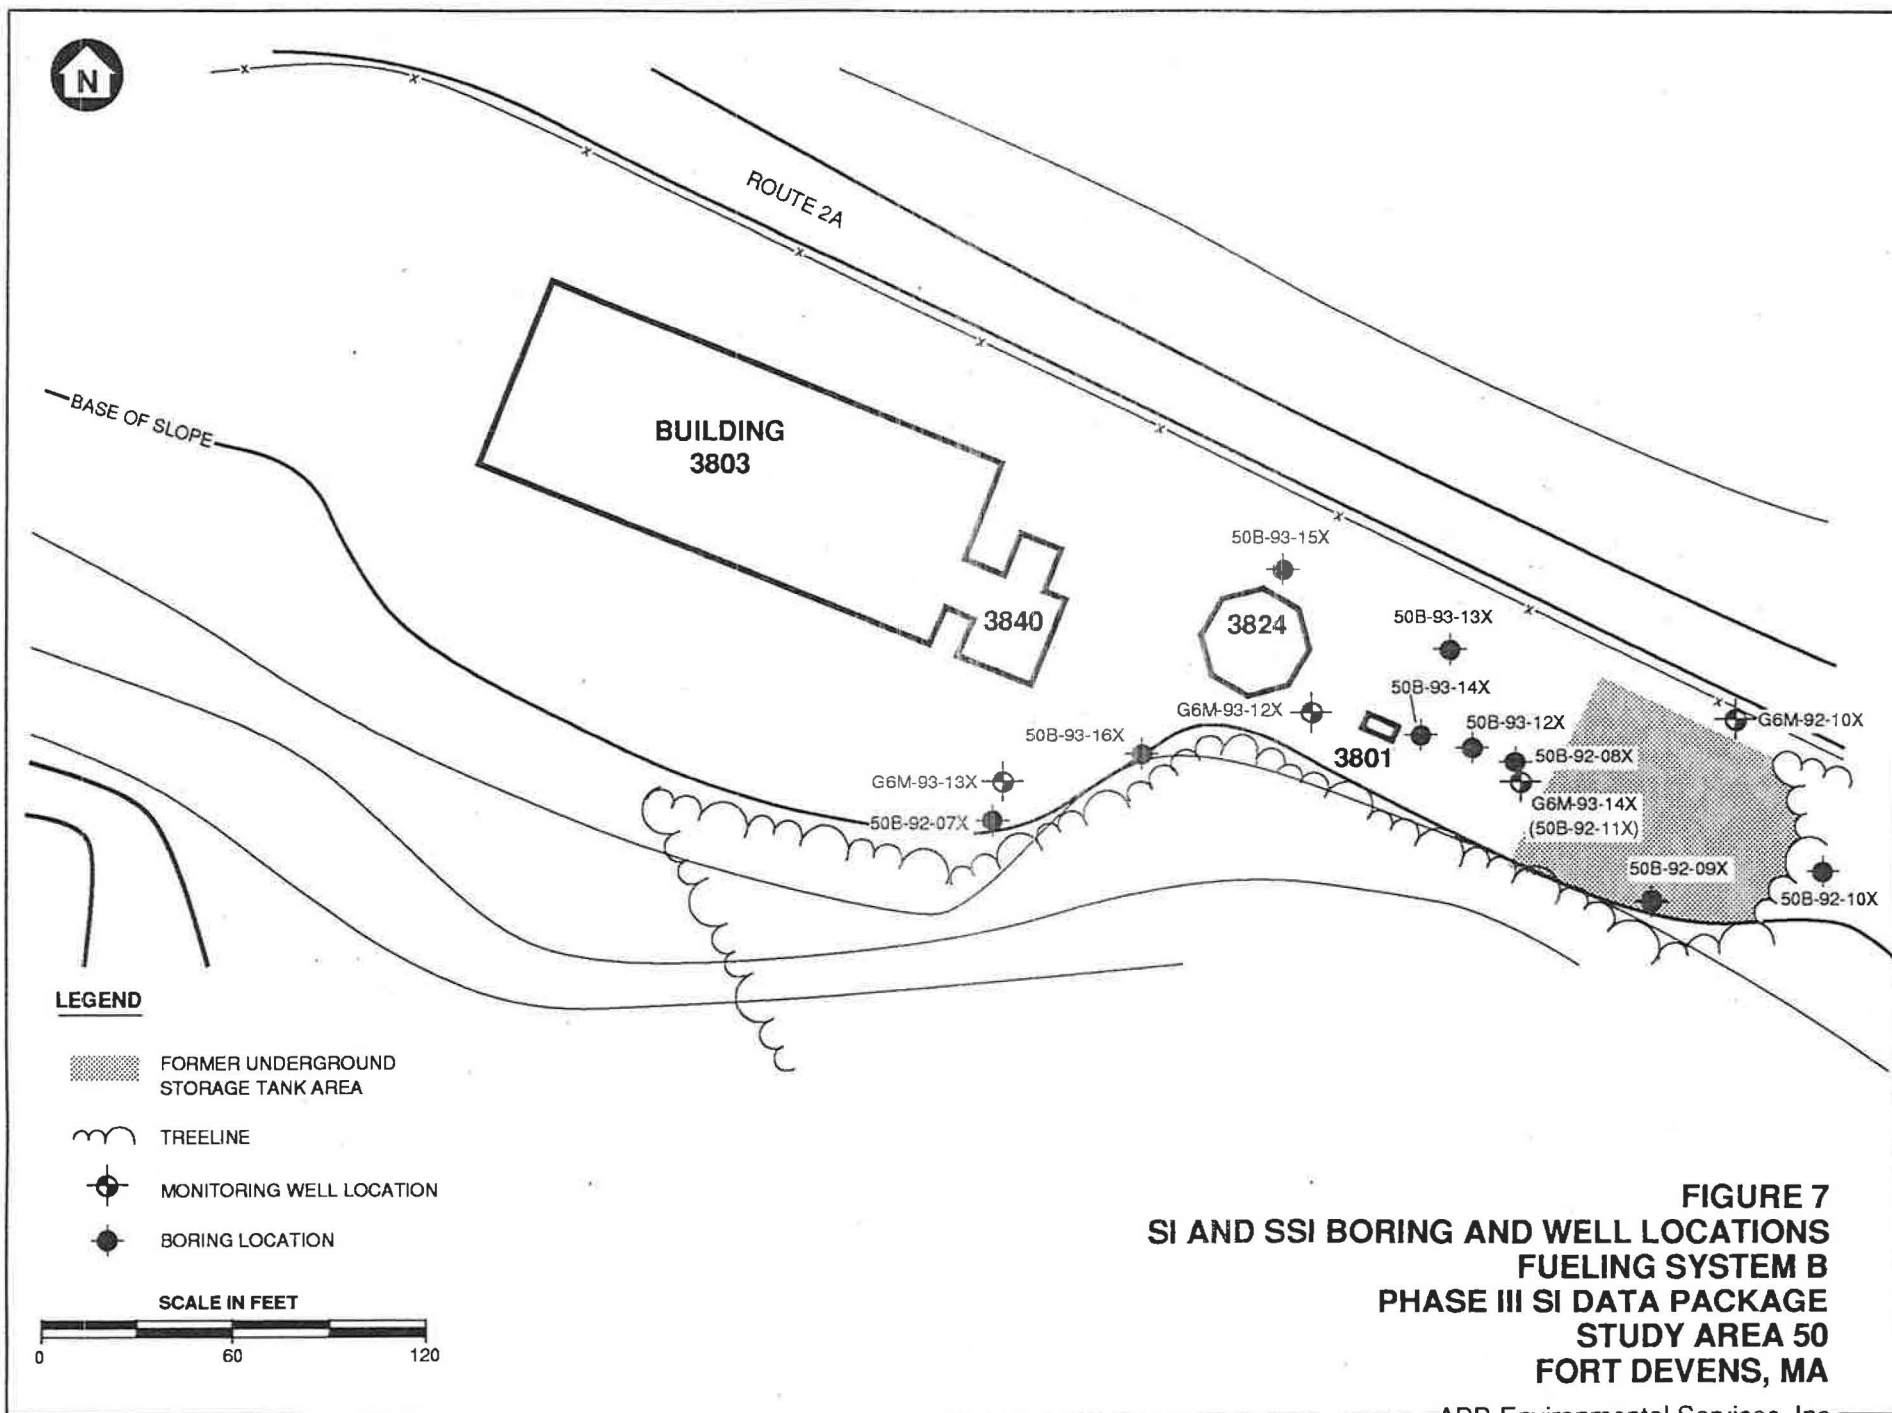 N
ROUTE 2A
BASE OF SLOPE
BUILDING
3803
3840
50B-93-15X
3824
50B-93-13X
50B-93-14X
G6M-93-12X
50B-93-12X
G6M-92-10X
50B-93-16X
3801
50B-92-08X
G6M-93-13X
G6M-93-14X
(50B-92-11X)
50B-92-07X
50B-92-09X
50B-92-10X
LEGEND
FORMER UNDERGROUND
STORAGE TANK AREA
TREELINE
MONITORING WELL LOCATION
BORING LOCATION
SCALE IN FEET
0 60 120
FIGURE 7
SI AND SSI BORING AND WELL LOCATIONS
FUELING SYSTEM B
PHASE III SI DATA PACKAGE
STUDY AREA 50
FORT DEVENS, MA
Environmental Services, Inc